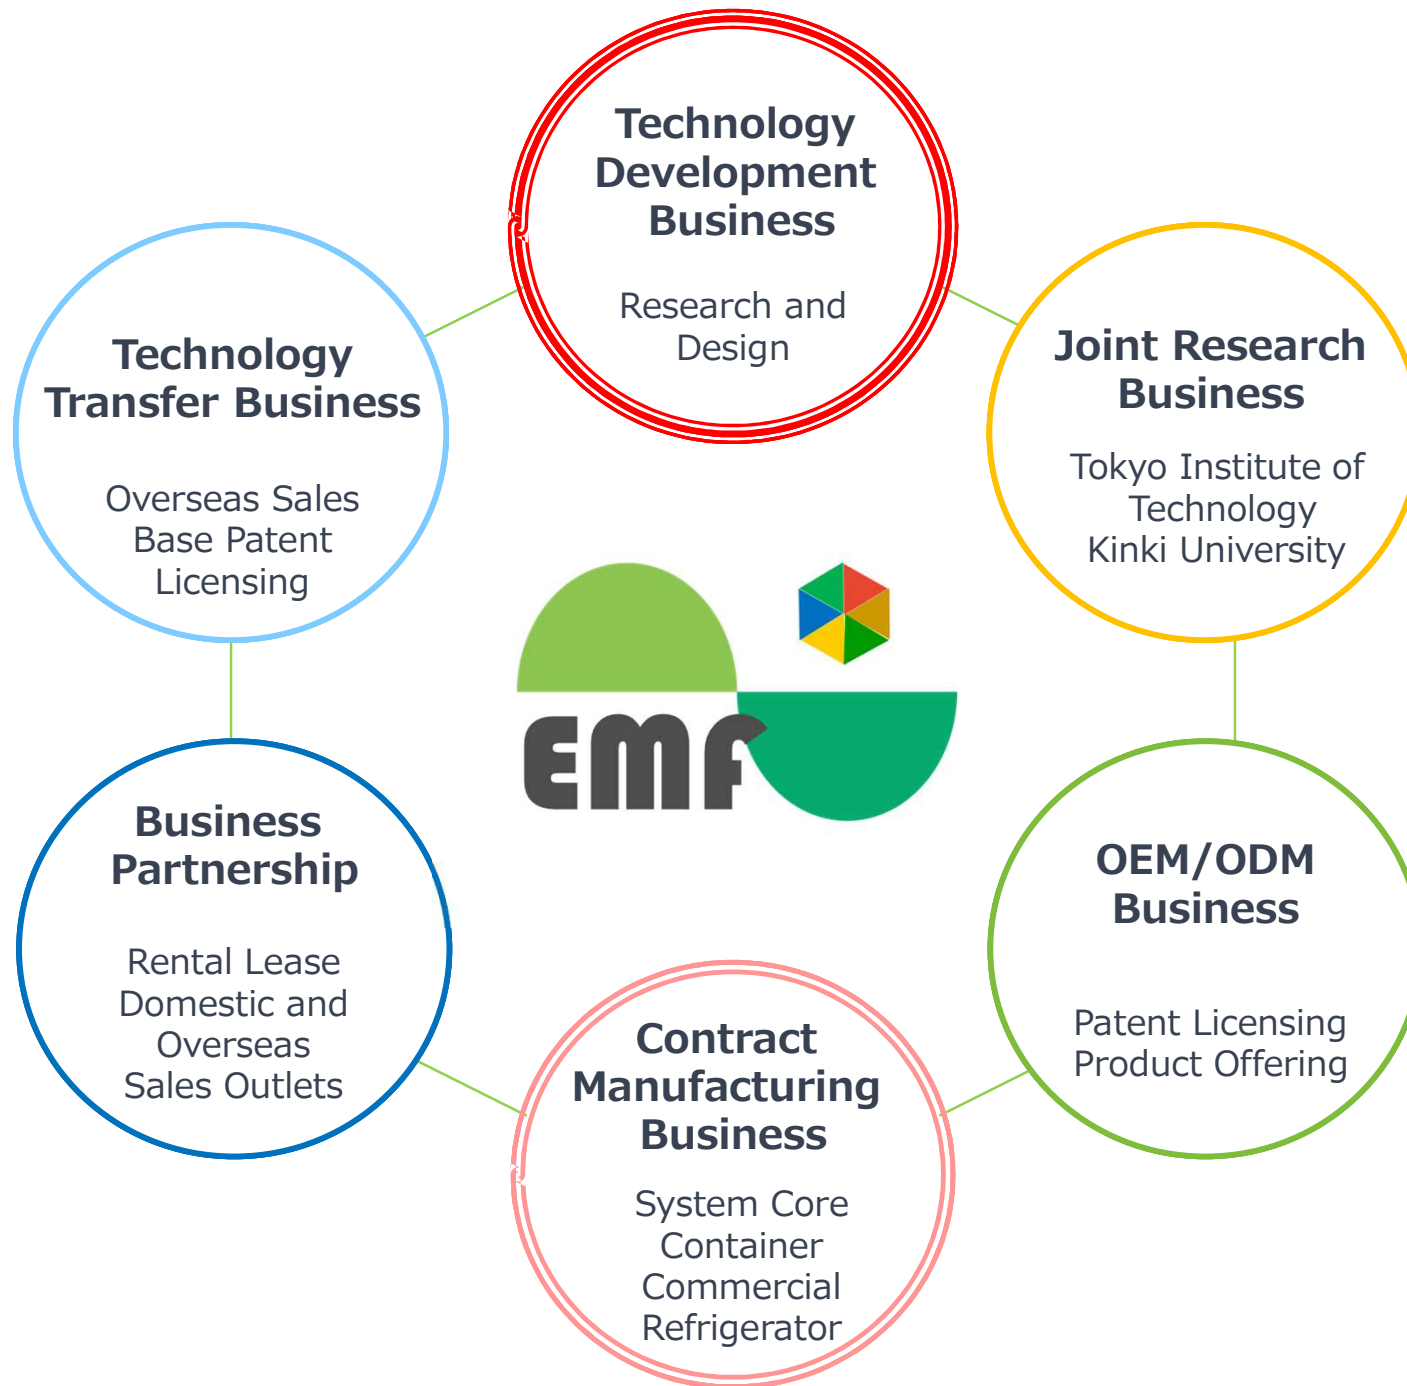 Technology
Development
Business
Research and
Design
Technology
Transfer Business
Overseas Sales
Base Patent
Licensing
Joint Research
Business
Tokyo Institute of
Technology
Kinki University
EMF
Business
Partnership
Rental Lease
Domestic and
Overseas
Sales Outlets
OEM/ODM
Business
Patent Licensing
Product Offering
Contract
Manufacturing
Business
System Core
Container
Commercial
Refrigerator